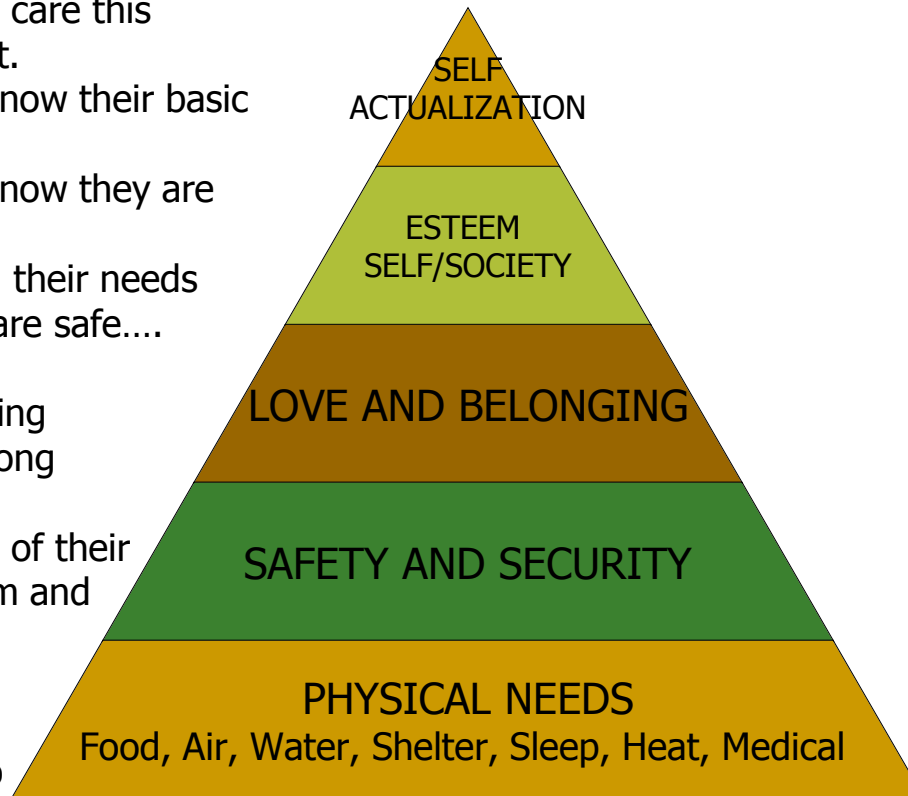 care this
t.
now their basic
now they are
their needs
are safe….
ing
ong
of their
m and
SELF
ACTUALIZATION
ESTEEM
SELF/SOCIETY
LOVE AND BELONGING
SAFETY AND SECURITY
PHYSICAL NEEDS
Food, Air, Water, Shelter, Sleep, Heat, Medical